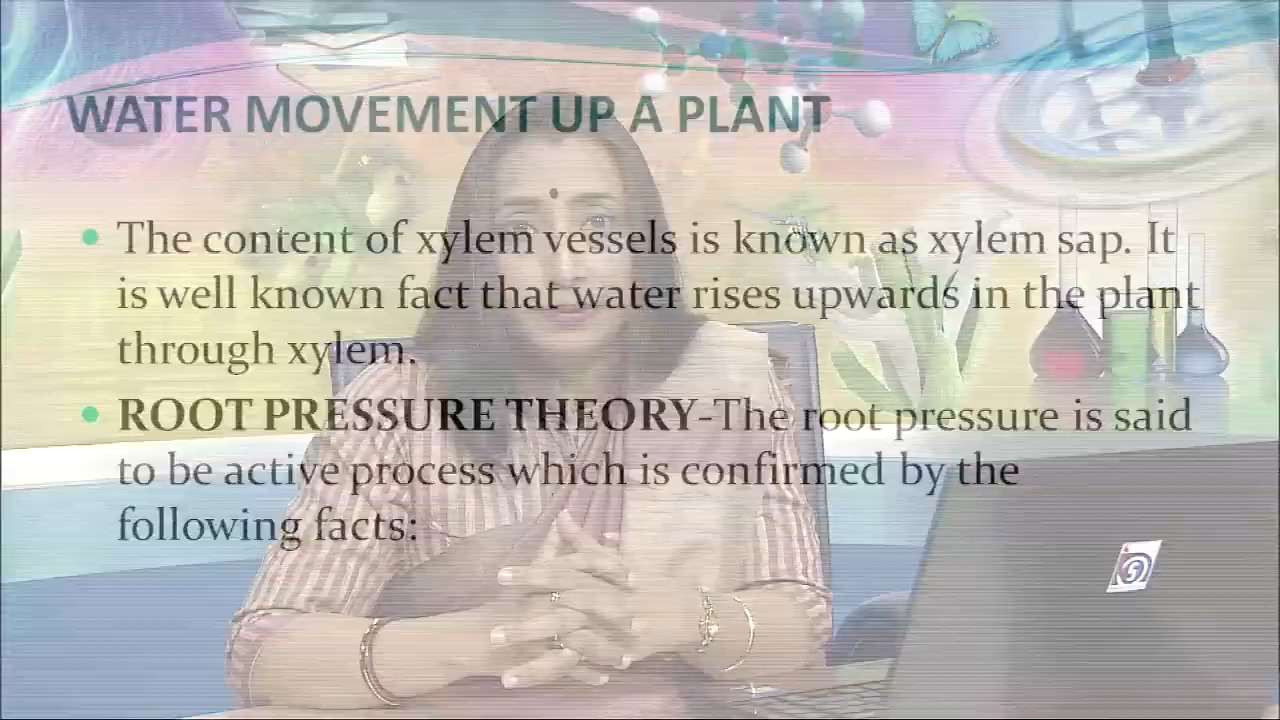 WATER MOVEMENT UP A PLANT
The content of xylem vessels is known as xylem sap. It
is well known fact that water rises upwards in the plant
through xylem.
ROOT PRESSURE THEORY-The root pressure is said
to be active process which is confirmed by the
following facts: